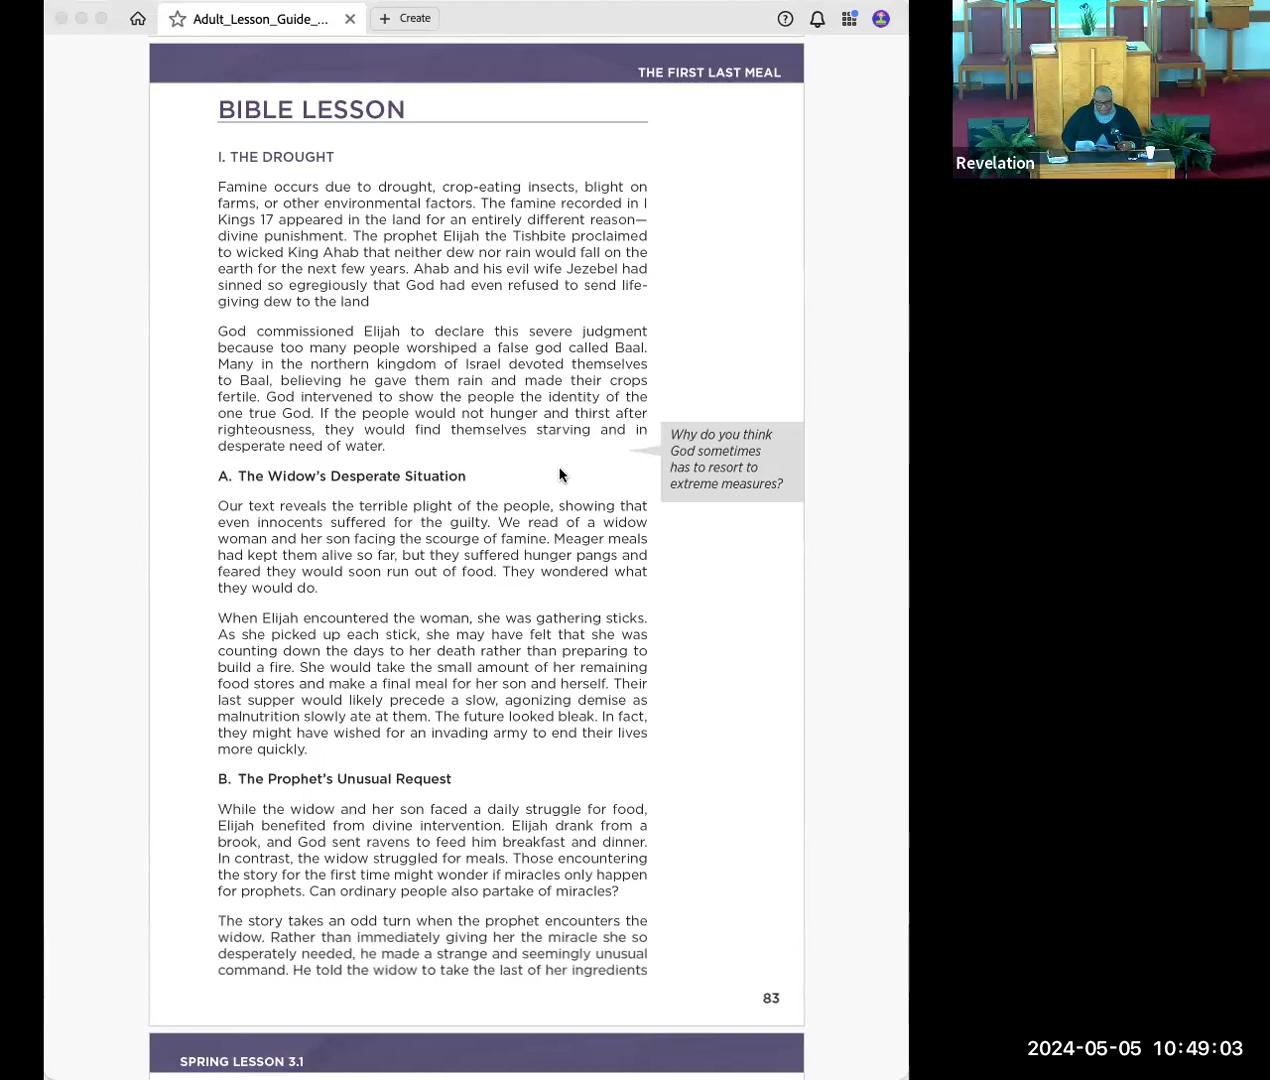 Adult_Lesson_Guide_...
Create
THE FIRST LAST MEAL
BIBLE LESSON
I. THE DROUGHT
Famine occurs due to drought, crop-eating insects, blight on
farms, or other environmental factors. The famine recorded in I
Kings 17 appeared in the land for an entirely different reason—
divine punishment. The prophet Elijah the Tishbite proclaimed
to wicked King Ahab that neither dew nor rain would fall on the
earth for the next few years. Ahab and his evil wife Jezebel had
sinned so egregiously that God had even refused to send life-
giving dew to the land
God commissioned Elijah to declare this severe judgment
because too many people worshiped a false god called Baal.
Many in the northern kingdom of Israel devoted themselves
to Baal, believing he gave them rain and made their crops
fertile. God intervened to show the people the identity of the
one true God. If the people would not hunger and thirst after
righteousness, they would find themselves starving and in
desperate need of water.
Why do you think
God sometimes
has to resort to
extreme measures?
A. The Widow's Desperate Situation
Our text reveals the terrible plight of the people, showing that
even innocents suffered for the guilty. We read of a widow
woman and her son facing the scourge of famine. Meager meals
had kept them alive so far, but they suffered hunger pangs and
feared they would soon run out of food. They wondered what
they would do.
When Elijah encountered the woman, she was gathering sticks.
As she picked up each stick, she may have felt that she was
counting down the days to her death rather than preparing to
build a fire. She would take the small amount of her remaining
food stores and make a final meal for her son and herself. Their
last supper would likely precede a slow, agonizing demise as
malnutrition slowly ate at them. The future looked bleak. In fact,
they might have wished for an invading army to end their lives
more quickly.
B. The Prophet's Unusual Request
While the widow and her son faced a daily struggle for food,
Elijah benefited from divine intervention. Elijah drank from a
brook, and God sent ravens to feed him breakfast and dinner.
In contrast, the widow struggled for meals. Those encountering
the story for the first time might wonder if miracles only happen
for prophets. Can ordinary people also partake of miracles?
The story takes an odd turn when the prophet encounters the
widow. Rather than immediately giving her the miracle she so
desperately needed, he made a strange and seemingly unusual
command. He told the widow to take the last of her ingredients
83
SPRING LESSON 3.1
Revelation
2024-05-05 10:49:03